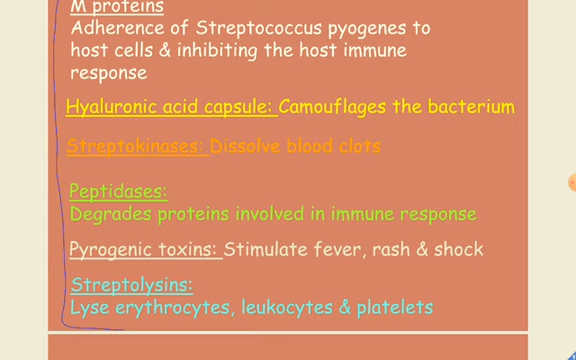 M proteins
Adherence of Streptococcus pyogenes to
host cells & inhibiting the host immune
response
Hyaluronic acid capsule: Camouflages the bacterium
Streptokinases: Dissolve blood clots
Peptidases:
Degrades proteins involved in immune response
Pyrogenic toxins: Stimulate fever, rash & shock
Streptolysins:
Lyse erythrocytes, leukocytes & platelets